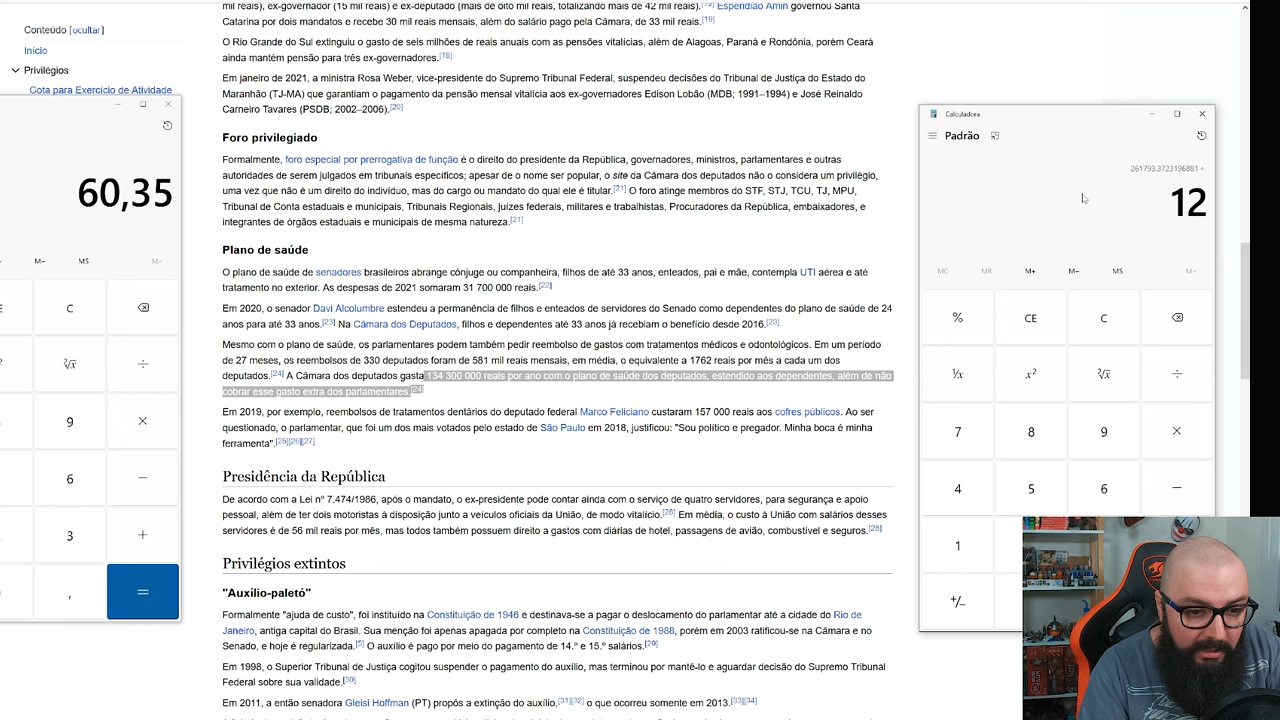 mil reais), ex-governador (15 mil reais) e ex-deputado (mais de oito mil reais, totalizando mais de 42 mil reais). Esperidião Amin governou Santa
Catarina por dois mandatos e recebe 30 mil reais mensais, além do salário pago pela Câmara, de 33 mil reais.[19]
Conteúdo [ocultar]
Início
Privilégios
Cota para Exercício de Atividade
O Rio Grande do Sul extinguiu o gasto de seis milhões de reais anuais com as pensões vitalícias, além de Alagoas, Paraná e Rondônia, porém Ceará
ainda mantém pensão para três ex-governadores.[18]
Em janeiro de 2021, a ministra Rosa Weber, vice-presidente do Supremo Tribunal Federal, suspendeu decisões do Tribunal de Justiça do Estado do
Maranhão (TJ-MA) que garantiam o pagamento da pensão mensal vitalícia aos ex-governadores Edison Lobão (MDB; 1991–1994) e José Reinaldo
Carneiro Tavares (PSDB; 2002–2006).[20]
Foro privilegiado
Formalmente, foro especial por prerrogativa de função é o direito do presidente da República, governadores, ministros, parlamentares e outras
autoridades de serem julgados em tribunais específicos; apesar do nome ser popular, o site da Câmara dos deputados não o considera um privilégio,
uma vez que não é um direito do indivíduo, mas do cargo ou mandato do qual ele é titular.[21] O foro atinge membros do STF, STJ, TCU, TJ, MPU,
Tribunal de Conta estaduais e municipais, Tribunais Regionais, juízes federais, militares e trabalhistas, Procuradores da República, embaixadores, e
integrantes de órgãos estaduais e municipais de mesma natureza.[21]
Plano de saúde
O plano de saúde de senadores brasileiros abrange cônjuge ou companheira, filhos de até 33 anos, enteados, pai e mãe, contempla UTI aérea e até
tratamento no exterior. As despesas de 2021 somaram 31 700 000 reais.[22]
Em 2020, o senador Davi Alcolumbre estendeu a permanência de filhos e enteados de servidores do Senado como dependentes do plano de saúde de 24
anos para até 33 anos.[23] Na Câmara dos Deputados, filhos e dependentes até 33 anos já recebiam o benefício desde 2016.[23]
Mesmo com o plano de saúde, os parlamentares podem também pedir reembolso de gastos com tratamentos médicos e odontológicos. Em um período
de 27 meses, os reembolsos de 330 deputados foram de 581 mil reais mensais, em média, o equivalente a 1762 reais por mês a cada um dos
deputados.[24] A Câmara dos deputados gasta 134 300 000 reais por ano com o plano de saúde dos deputados, estendido aos dependentes, além de não
cobrar esse gasto extra dos parlamentares.[24]
Em 2019, por exemplo, reembolsos de tratamentos dentários do deputado federal Marco Feliciano custaram 157 000 reais aos cofres públicos. Ao ser
questionado, o parlamentar, que foi um dos mais votados pelo estado de São Paulo em 2018, justificou: "Sou político e pregador. Minha boca é minha
ferramenta".[25][26][27]
Presidência da República
De acordo com a Lei nº 7.474/1986, após o mandato, o ex-presidente pode contar ainda com o serviço de quatro servidores, para segurança e apoio
pessoal, além de ter dois motoristas à disposição junto a veículos oficiais da União, de modo vitalício.[28] Em média, o custo à União com salários desses
servidores é de 56 mil reais por mês, mas todos também possuem direito a gastos com diárias de hotel, passagens de avião, combustível e seguros.[28]
Privilégios extintos
"Auxílio-paletó"
Formalmente "ajuda de custo", foi instituído na Constituição de 1946 e destinava-se a pagar o deslocamento do parlamentar até a cidade do Rio de
Janeiro, antiga capital do Brasil. Sua menção foi apenas apagada por completo na Constituição de 1988, porém em 2003 ratificou-se na Câmara e no
Senado, e hoje é regularizada.[5] O auxílio é pago por meio do pagamento de 14.º e 15.º salários.[29]
Em 1998, o Superior Tribunal de Justiça cogitou suspender o pagamento do auxílio, mas terminou por mantê-lo e aguardar decisão do Supremo Tribunal
Federal sobre sua validade.[30]
Em 2011, a então senadora Gleisi Hoffman (PT) propôs a extinção do auxílio,[31][32] o que ocorreu somente em 2013.[33][34]
60,35
M− MS M˅
C
²√x ÷
9 ×
6 −
3 +
, =
Calculadora
Padrão
261793,3723196881 ÷
12
MC MR M+ M− MS M˅
% CE C
¹/x x² ²√x ÷
7 8 9 ×
4 5 6 −
1
+/−